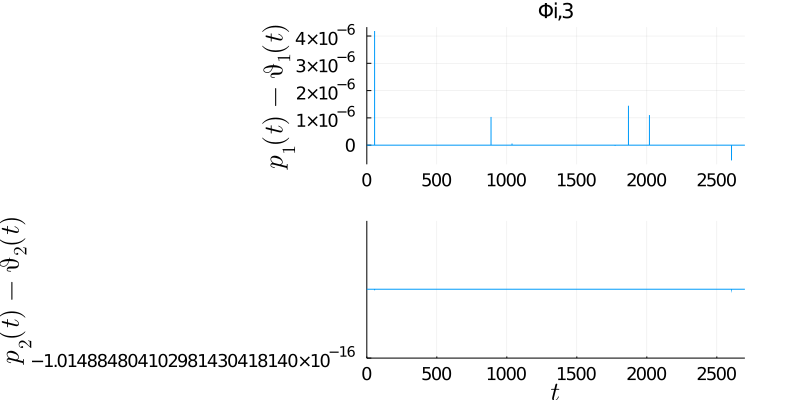 Φi,3
p₁(t) − ϑ₁(t)
4×10⁻⁶
3×10⁻⁶
2×10⁻⁶
1×10⁻⁶
0
0 500 1000 1500 2000 2500
p₂(t) − ϑ₂(t)
−1.014884804102981430418140×10⁻¹⁶
0 500 1000 1500 2000 2500
t